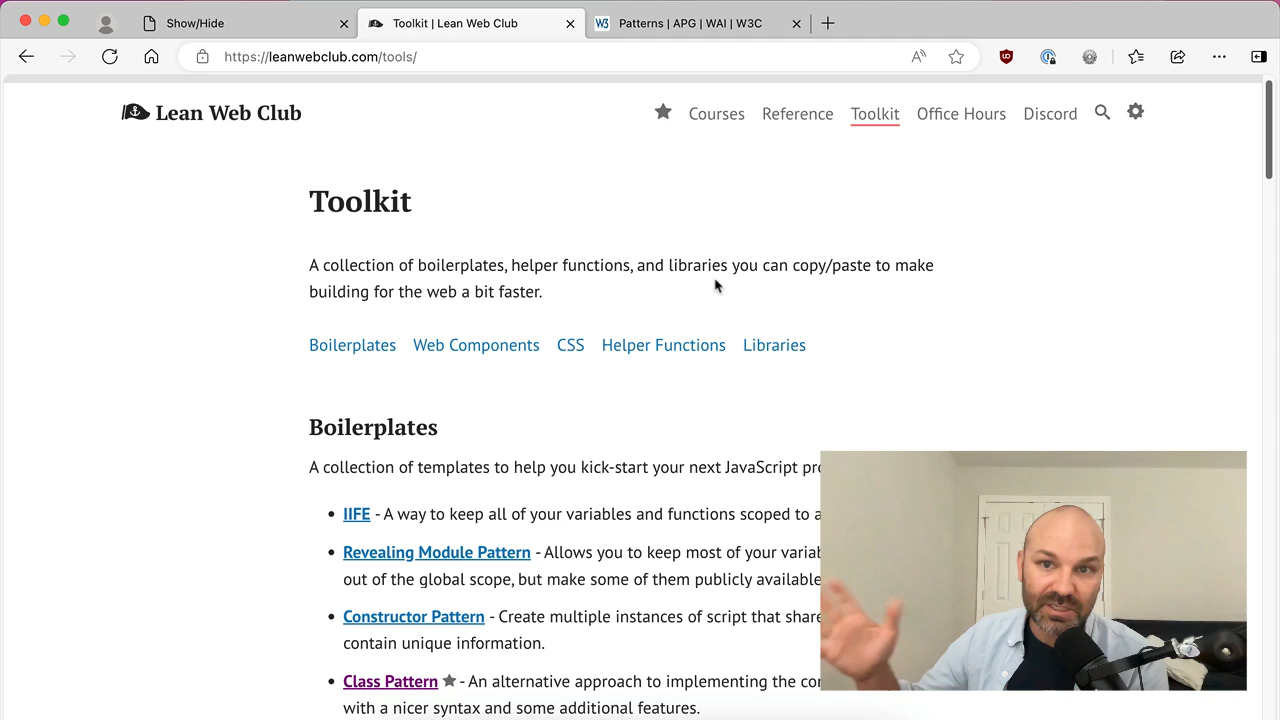 Show/Hide
Toolkit | Lean Web Club
Patterns | APG | WAI | W3C
https://leanwebclub.com/tools/
Lean Web Club
Courses Reference Toolkit Office Hours Discord
Toolkit
A collection of boilerplates, helper functions, and libraries you can copy/paste to make
building for the web a bit faster.
Boilerplates Web Components CSS Helper Functions Libraries
Boilerplates
A collection of templates to help you kick-start your next JavaScript
IIFE - A way to keep all of your variables and functions scoped to
Revealing Module Pattern - Allows you to keep most of your
out of the global scope, but make some of them publicly available
Constructor Pattern - Create multiple instances of script that share
contain unique information.
Class Pattern - An alternative approach to implementing the
with a nicer syntax and some additional features.